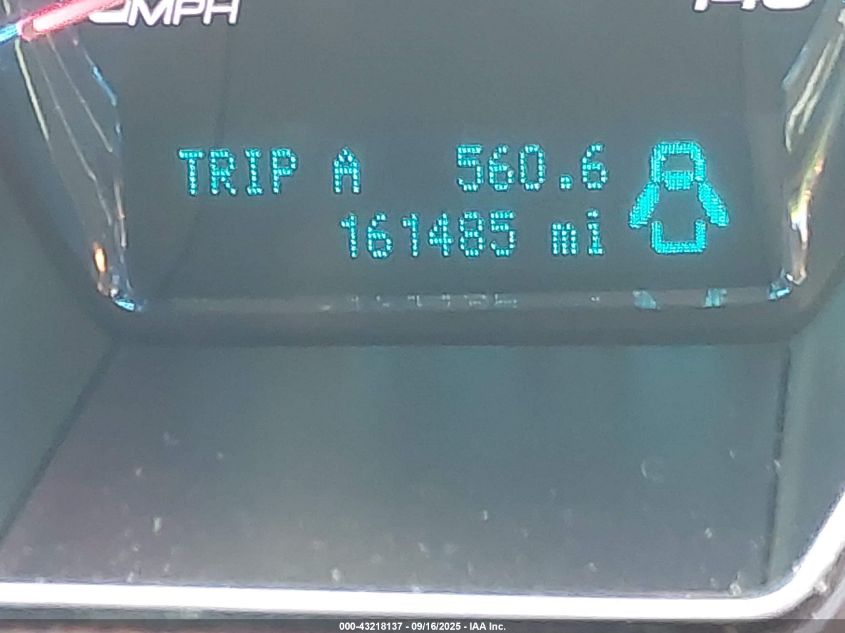 MPH
TRIP A 560.6
161485 mi
000-43218137 - 09/16/2025 - IAA Inc.